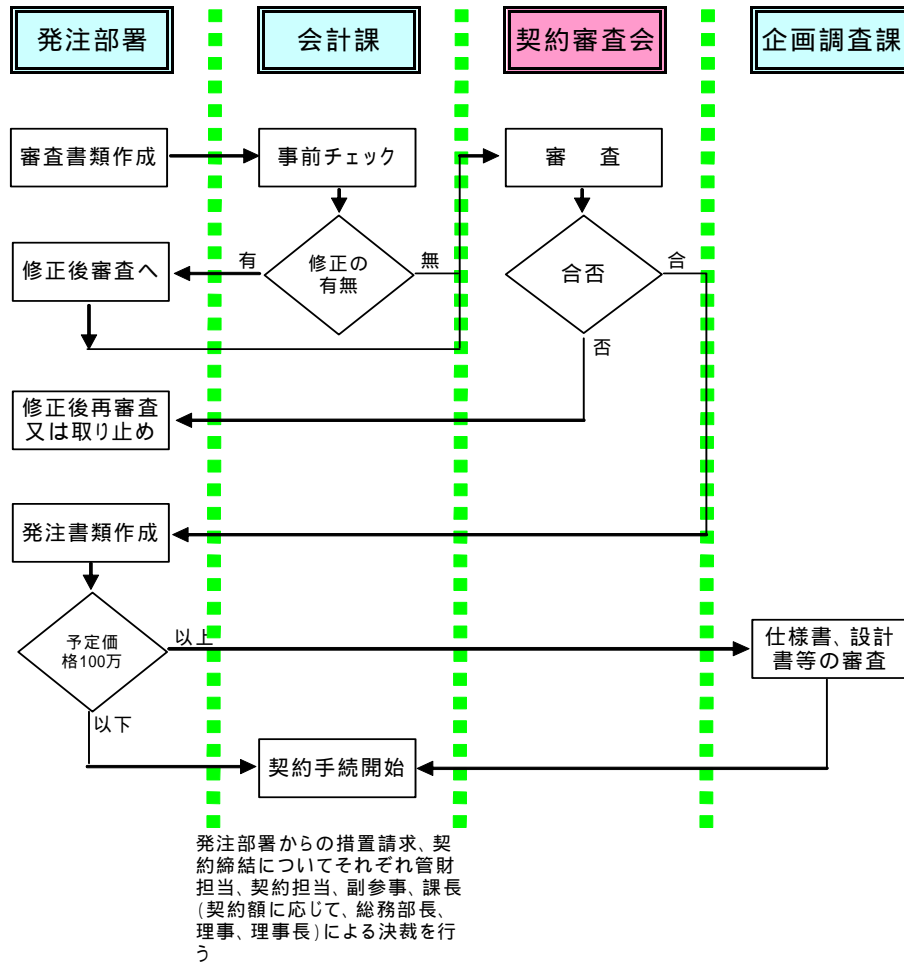 発注部署
会計課
契約審査会
企画調査課
審査書類作成
事前チェック
審　査
修正後審査へ
有
修正の
有無
無
合否
合
否
修正後再審査
又は取り止め
発注書類作成
予定価
格100万
以上
仕様書、設計
書等の審査
以下
契約手続開始
発注部署からの措置請求、契
約締結についてそれぞれ管財
担当、契約担当、副参事、課長
(契約額に応じて、総務部長、
理事、理事長)による決裁を行
う